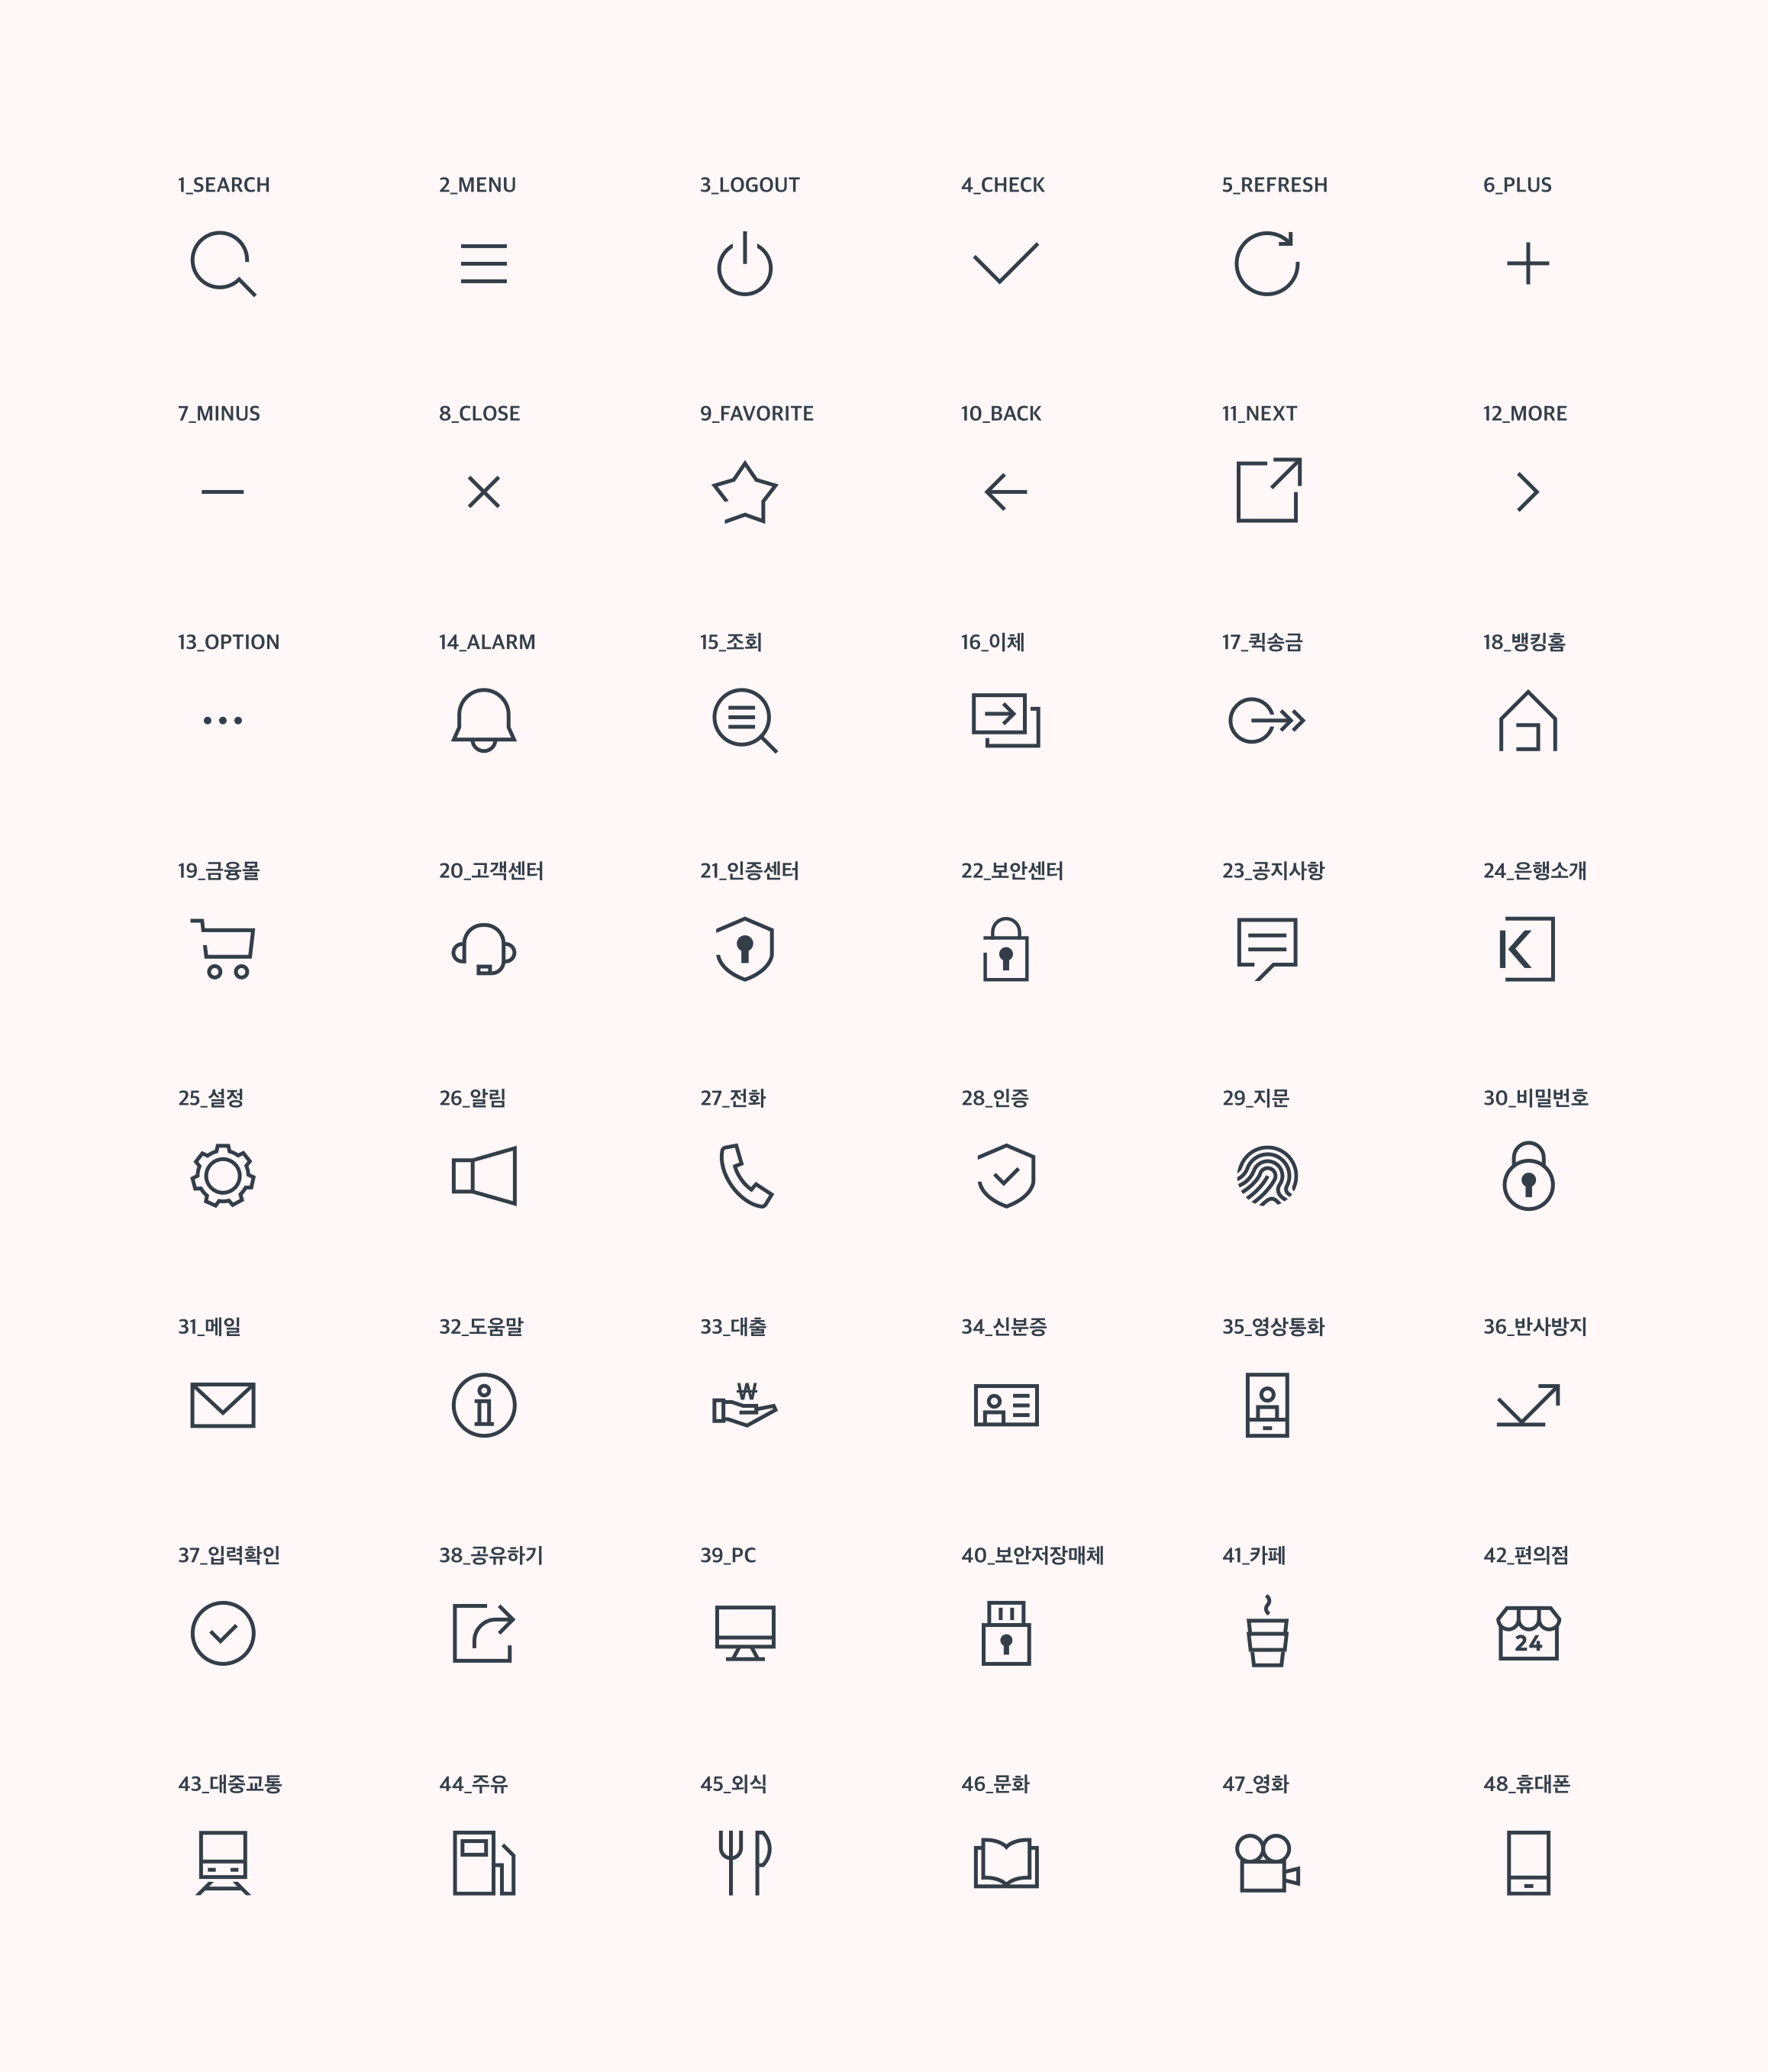 1_SEARCH
2_MENU
3_LOGOUT
4_CHECK
5_REFRESH
6_PLUS
7_MINUS
8_CLOSE
9_FAVORITE
10_BACK
11_NEXT
12_MORE
13_OPTION
14_ALARM
15_조회
16_이체
17_퀵송금
18_뱅킹홈
19_금융몰
20_고객센터
21_인증센터
22_보안센터
23_공지사항
24_은행소개
K
25_설정
26_알림
27_전화
28_인증
29_지문
30_비밀번호
31_메일
32_도움말
33_대출
34_신분증
35_영상통화
36_반사방지
i
₩
37_입력확인
38_공유하기
39_PC
40_보안저장매체
41_카페
42_편의점
24
43_대중교통
44_주유
45_외식
46_문화
47_영화
48_휴대폰